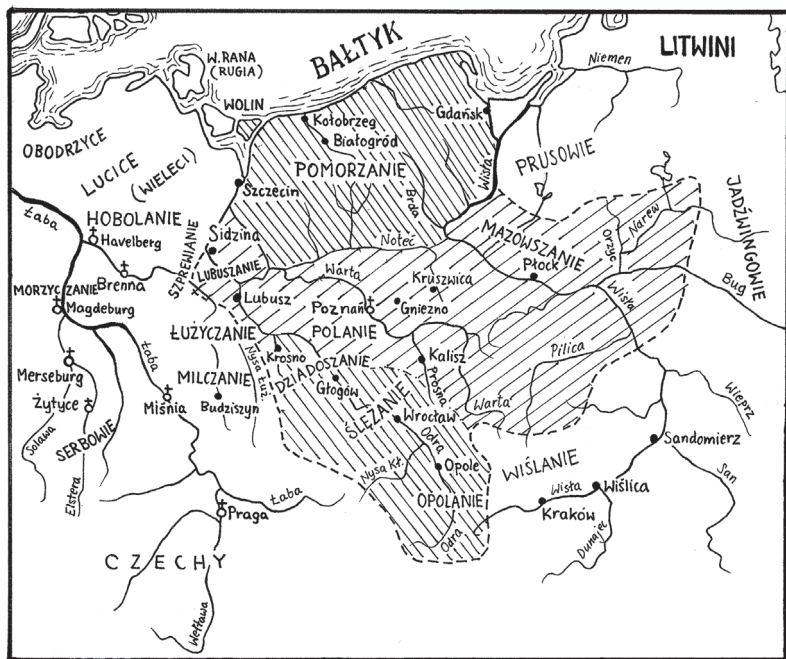 BAŁTYK
LITWINI
Niemen
W. RANA
(RUGIA)
WOLIN
Kołobrzeg
Białogród
Gdańsk
OBODRZYCE
LUCICE
(WIELECI)
POMORZANIE
PRUSOWIE
Wisła
Szczecin
Brda
JADŹWINGOWIE
Łaba
HOBOLANIE
Havelberg
Sidzina
Noteć
MAZOWSZANIE
Orzyc
Narew
SZPREWIANIE
LUBUSZANIE
Brenna
Warta
Kruszwica
Płock
Bug
MORZYCZANIE
Magdeburg
Lubusz
Poznań
Gniezno
Wisła
POLANIE
ŁUŻYCZANIE
Łaba
Krosno
DZIADOSZANIE
Kalisz
Pilica
Nysa Łuż.
Prosna
Merseburg
MILCZANIE
Głogów
Żytyce
Miśnia
Budziszyn
ŚLĘŻANIE
Warta
Wieprz
Wrocław
Odra
SERBOWIE
Solawa
Sandomierz
Nysa Kł.
Opole
WIŚLANIE
San
Elstera
Łaba
OPOLANIE
Wisła
Wiślica
Praga
Kraków
Odra
Dunajec
CZECHY
Wełtawa